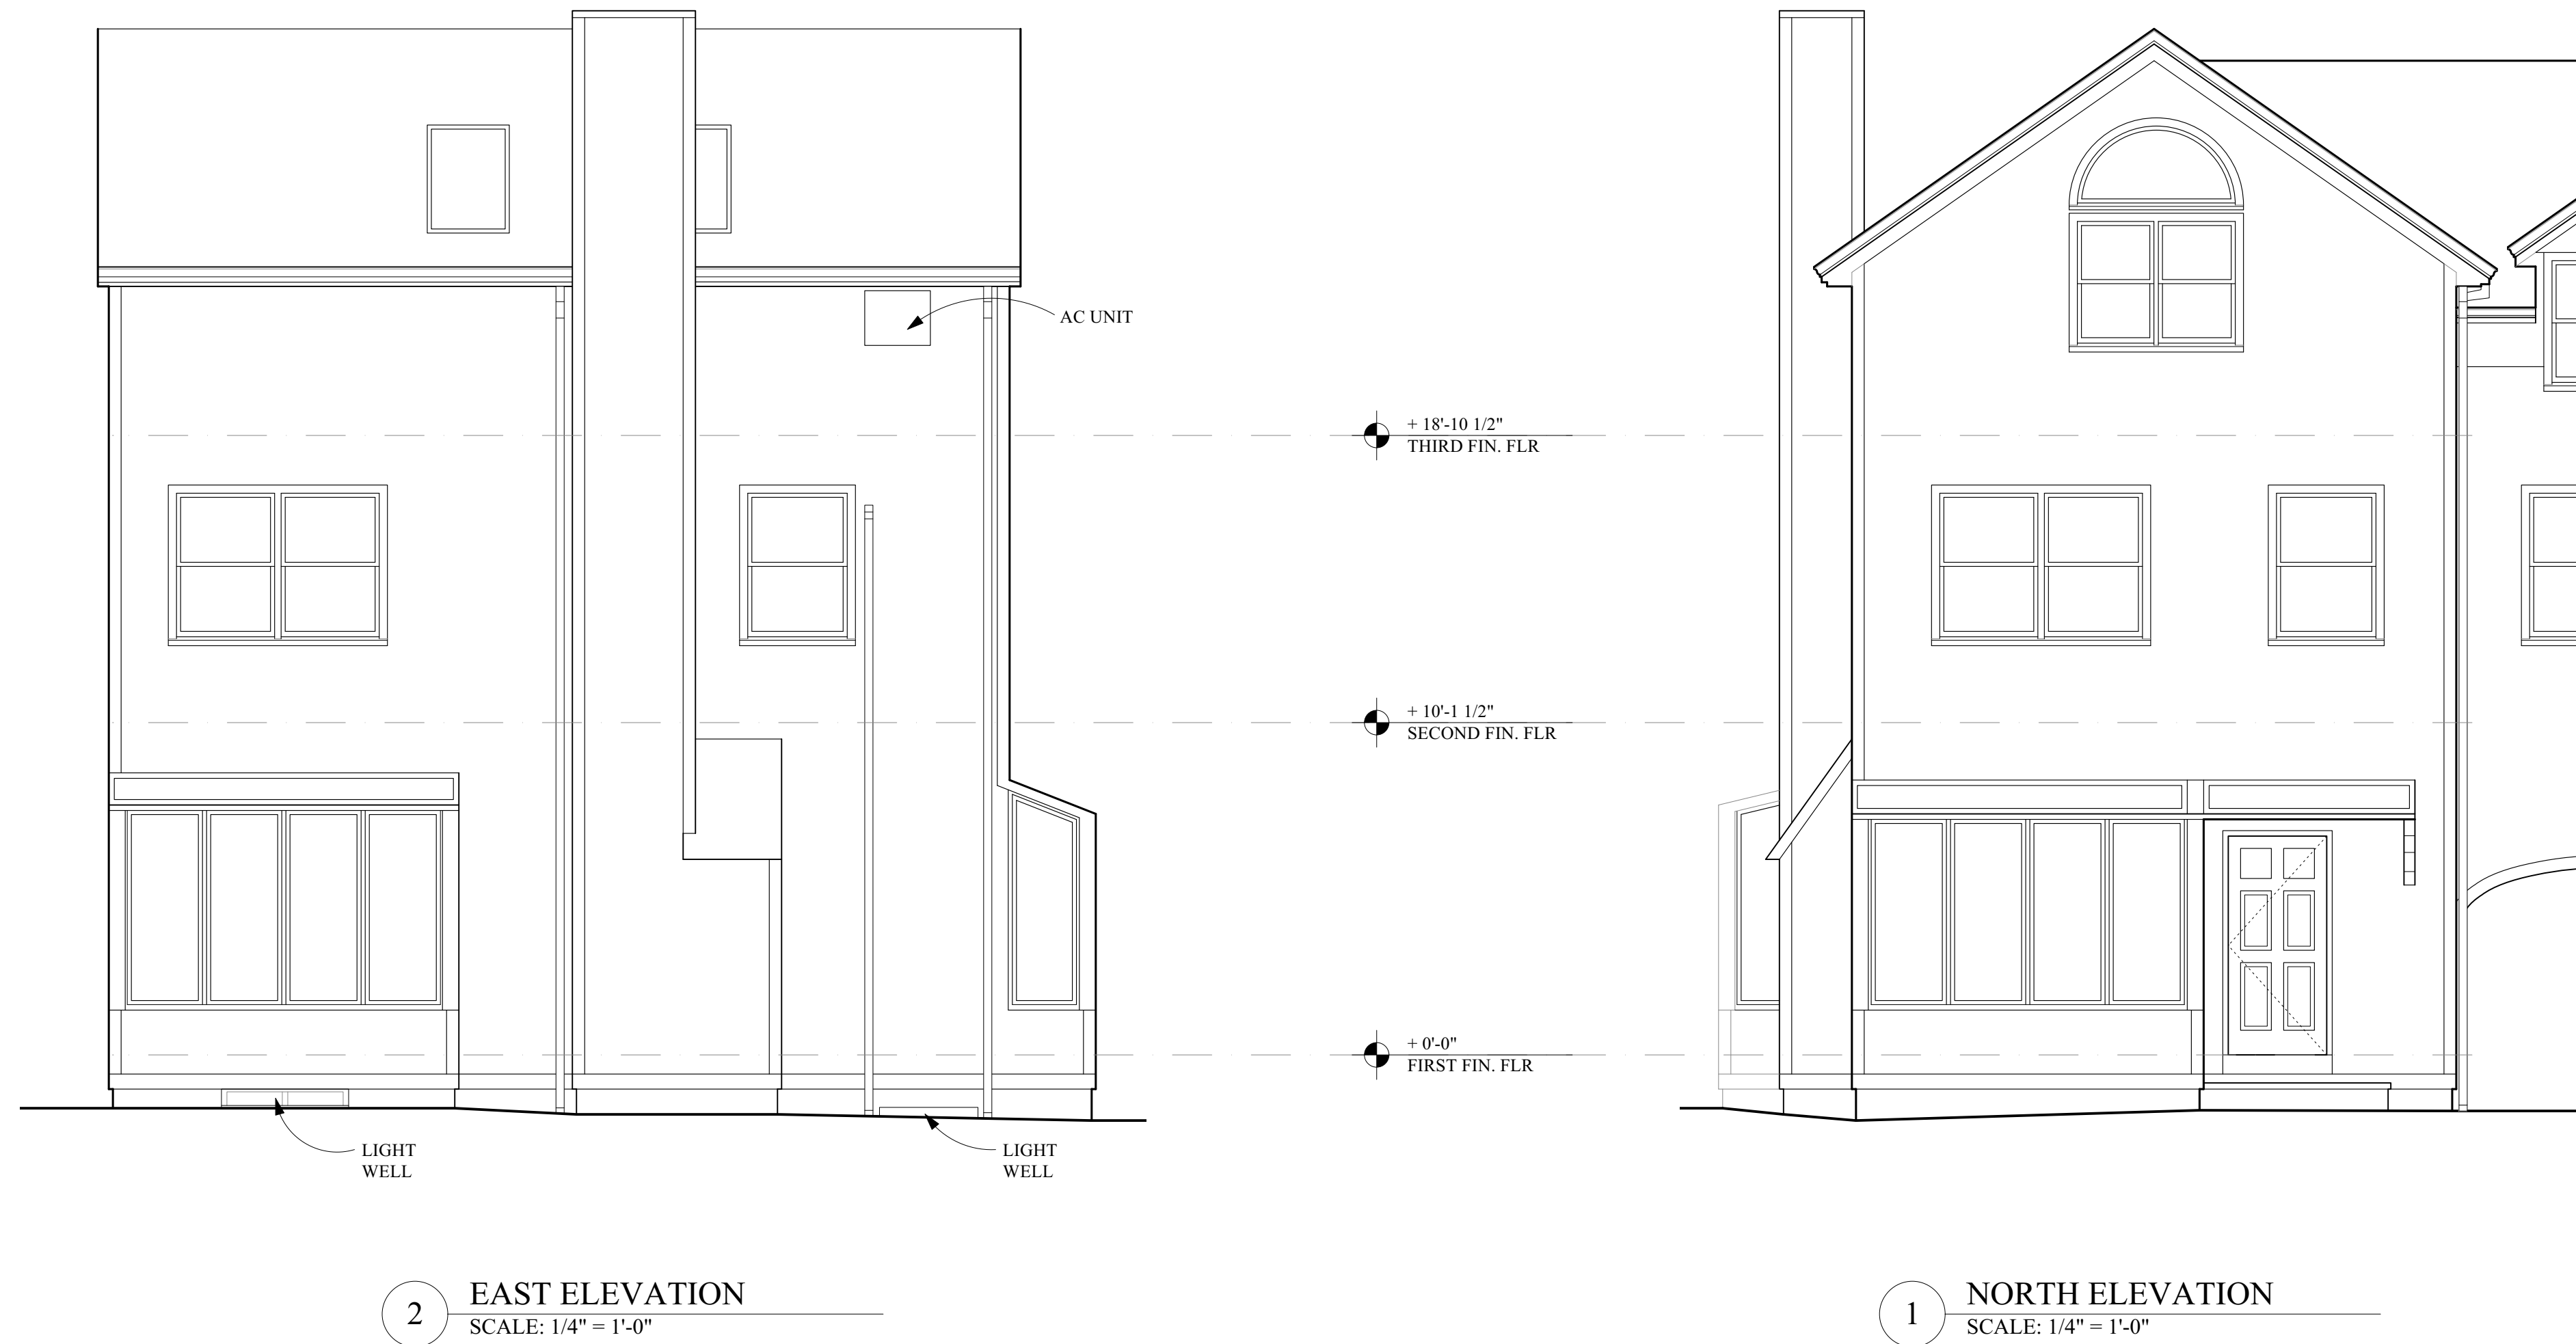 AC UNIT
+ 18'-10 1/2"
THIRD FIN. FLR
+ 10'-1 1/2"
SECOND FIN. FLR
+ 0'-0"
FIRST FIN. FLR
LIGHT
WELL
LIGHT
WELL
2
EAST ELEVATION
SCALE: 1/4" = 1'-0"
1
NORTH ELEVATION
SCALE: 1/4" = 1'-0"